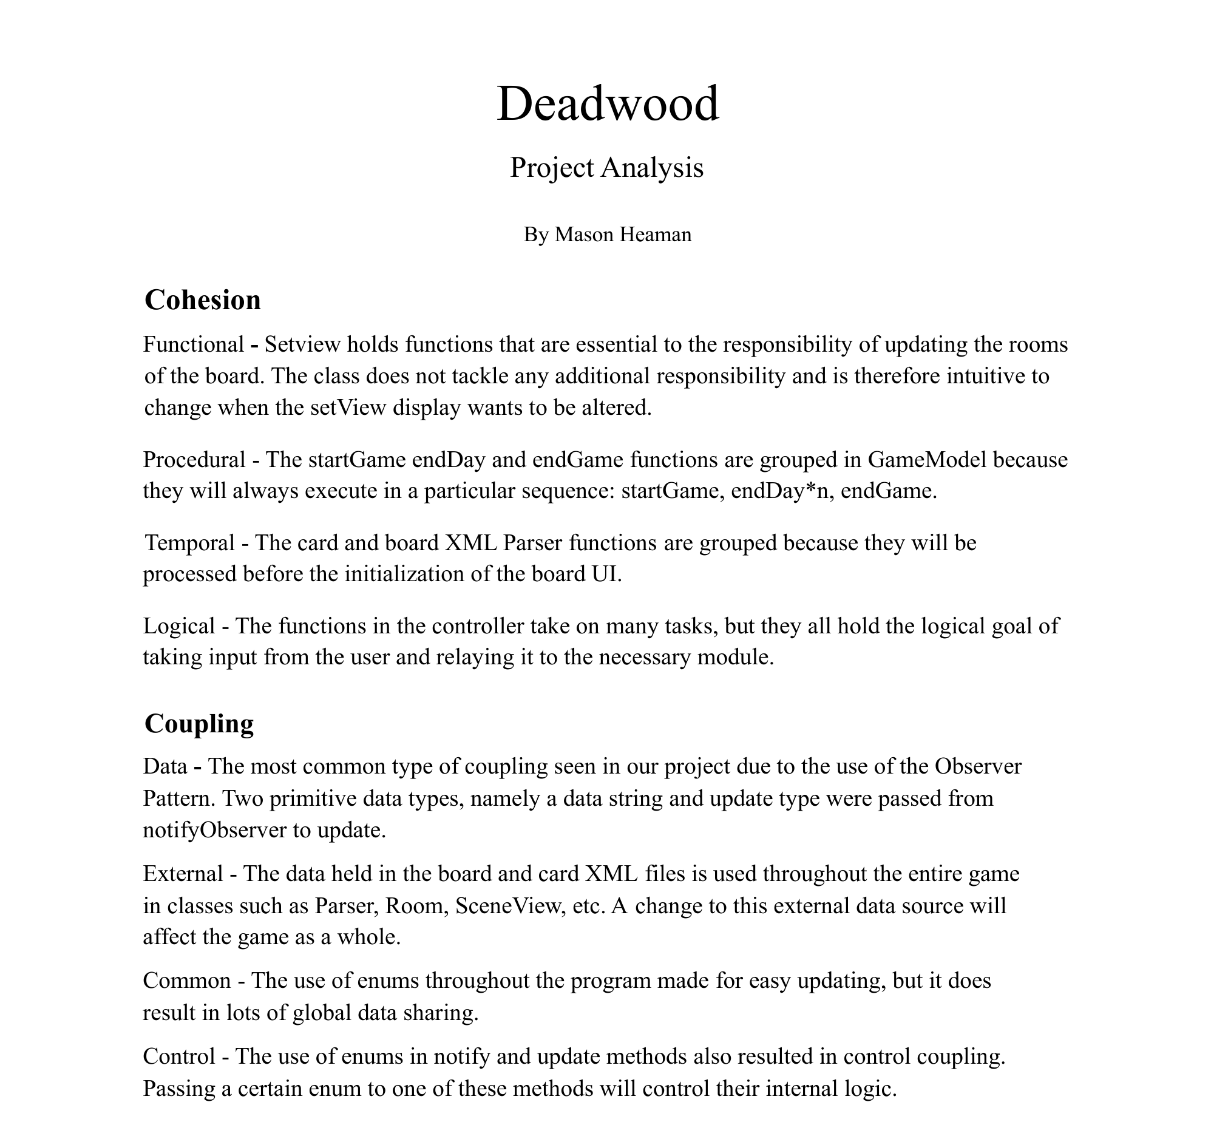 Deadwood
Project Analysis
By Mason Heaman
Cohesion
Functional - Setview holds functions that are essential to the responsibility of updating the rooms
of the board. The class does not tackle any additional responsibility and is therefore intuitive to
change when the setView display wants to be altered.
Procedural - The startGame endDay and endGame functions are grouped in GameModel because
they will always execute in a particular sequence: startGame, endDay*n, endGame.
Temporal - The card and board XML Parser functions are grouped because they will be
processed before the initialization of the board UI.
Logical - The functions in the controller take on many tasks, but they all hold the logical goal of
taking input from the user and relaying it to the necessary module.
Coupling
Data - The most common type of coupling seen in our project due to the use of the Observer
Pattern. Two primitive data types, namely a data string and update type were passed from
notifyObserver to update.
External - The data held in the board and card XML files is used throughout the entire game
in classes such as Parser, Room, SceneView, etc. A change to this external data source will
affect the game as a whole.
Common - The use of enums throughout the program made for easy updating, but it does
result in lots of global data sharing.
Control - The use of enums in notify and update methods also resulted in control coupling.
Passing a certain enum to one of these methods will control their internal logic.